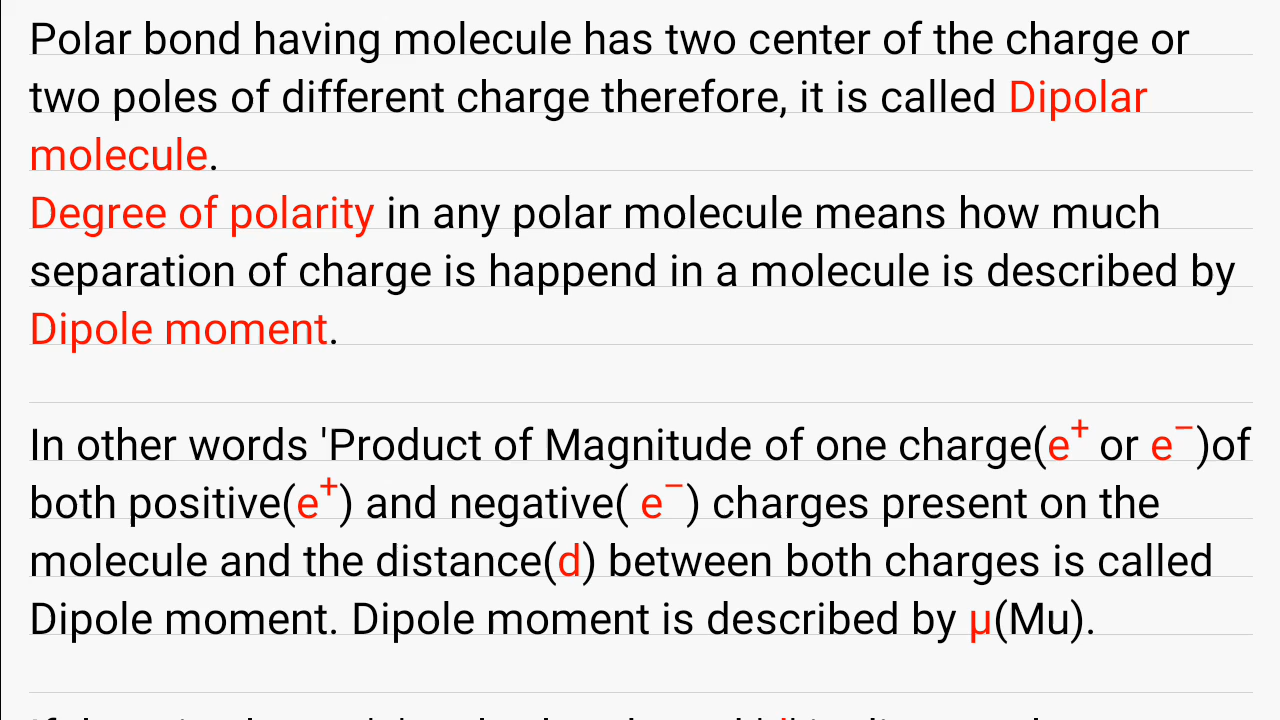 Polar bond having molecule has two center of the charge or
two poles of different charge therefore, it is called Dipolar
molecule.
Degree of polarity in any polar molecule means how much
separation of charge is happend in a molecule is described by
Dipole moment.
In other words 'Product of Magnitude of one charge(e⁺ or e⁻)of
both positive(e⁺) and negative( e⁻) charges present on the
molecule and the distance(d) between both charges is called
Dipole moment. Dipole moment is described by μ(Mu).